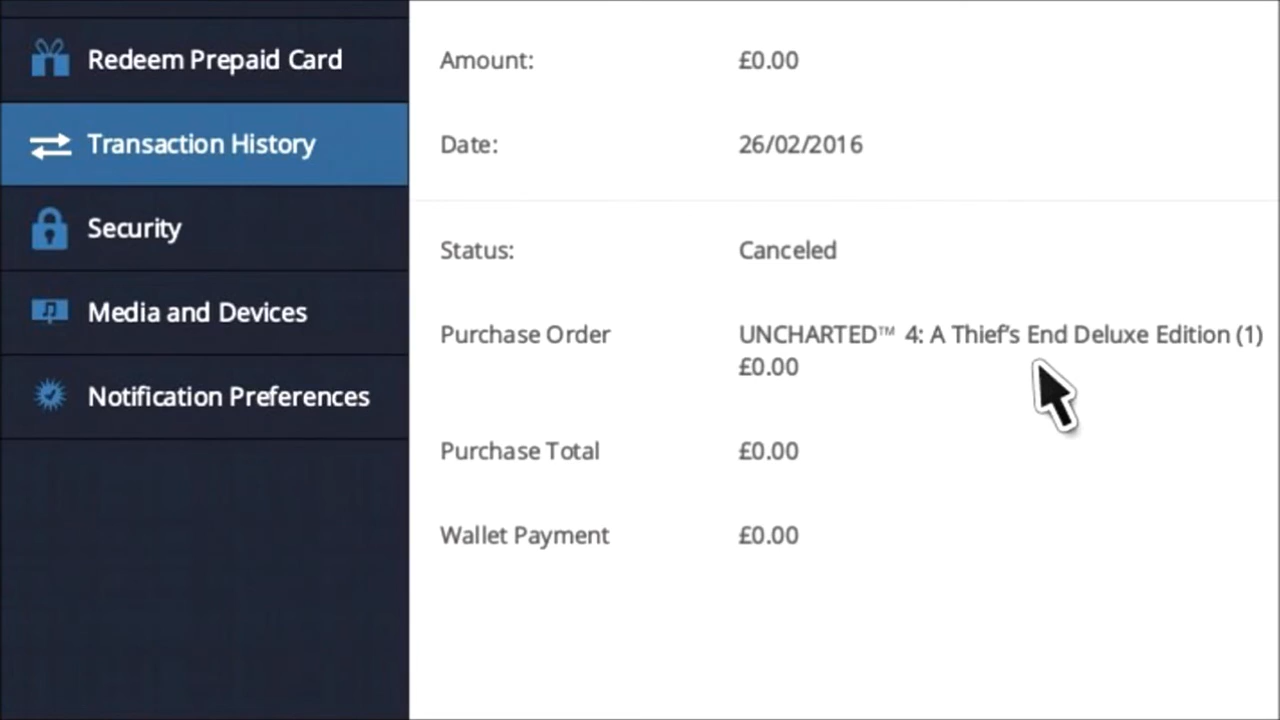 Redeem Prepaid Card
Transaction History
Security
Media and Devices
Notification Preferences
Amount: £0.00
Date: 26/02/2016
Status: Canceled
Purchase Order UNCHARTED™ 4: A Thief's End Deluxe Edition (1)
£0.00
Purchase Total £0.00
Wallet Payment £0.00